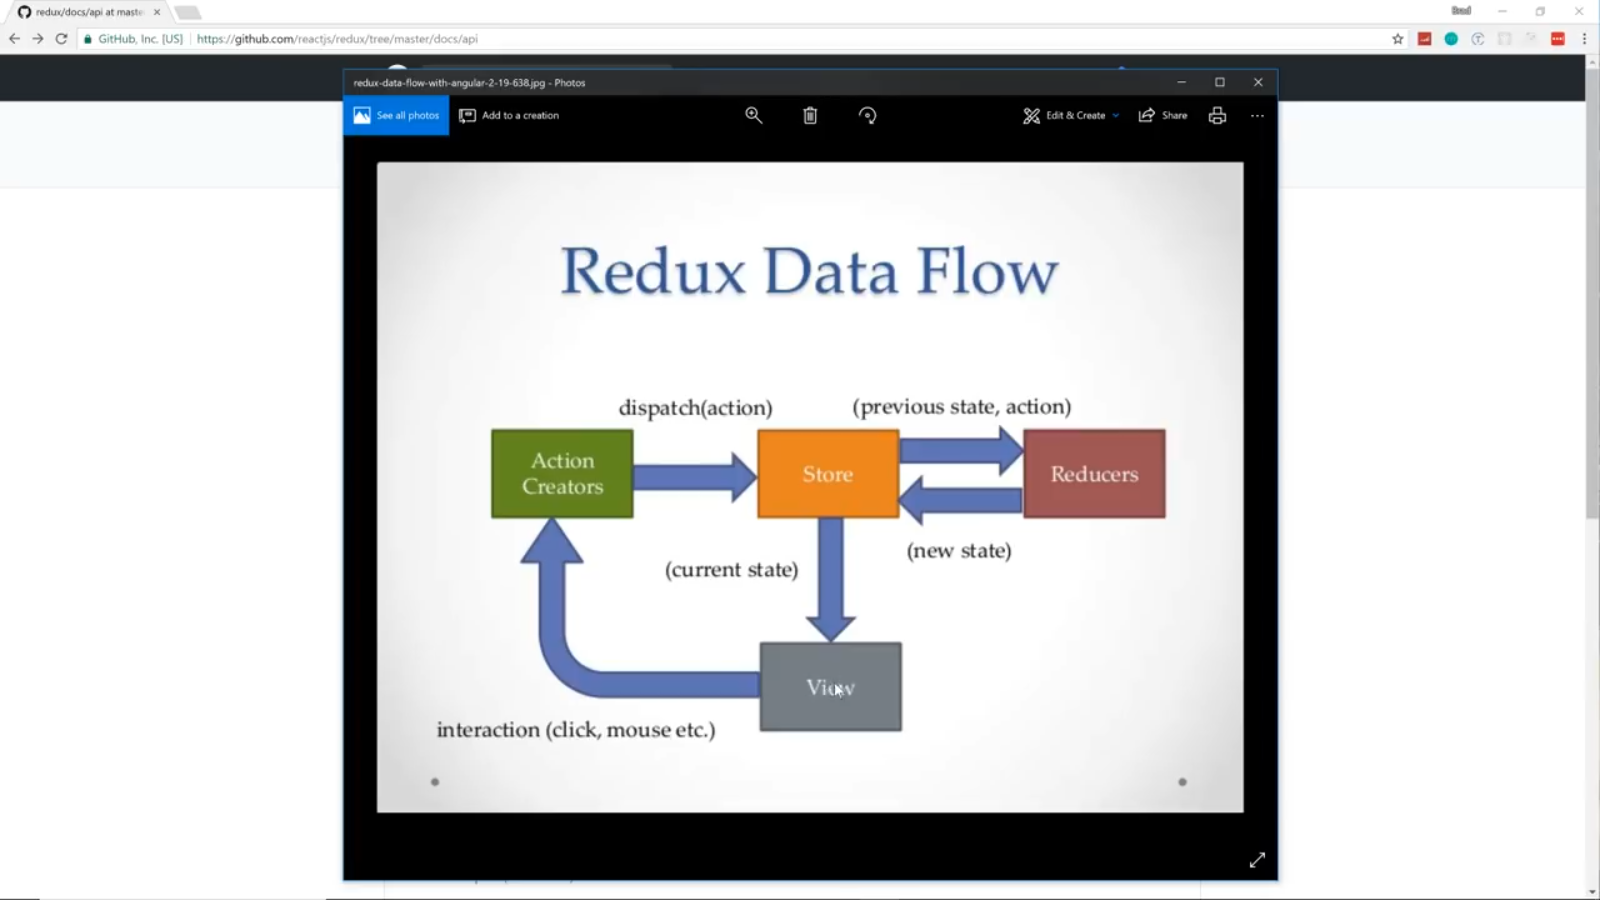 redux/docs/api at maste
Brad
GitHub, Inc. [US]
https://github.com/reactjs/redux/tree/master/docs/api
redux-data-flow-with-angular-2-19-638.jpg - Photos
See all photos
Add to a creation
Edit & Create
Share
Redux Data Flow
dispatch(action)
(previous state, action)
Action
Creators
Store
Reducers
(new state)
(current state)
View
interaction (click, mouse etc.)